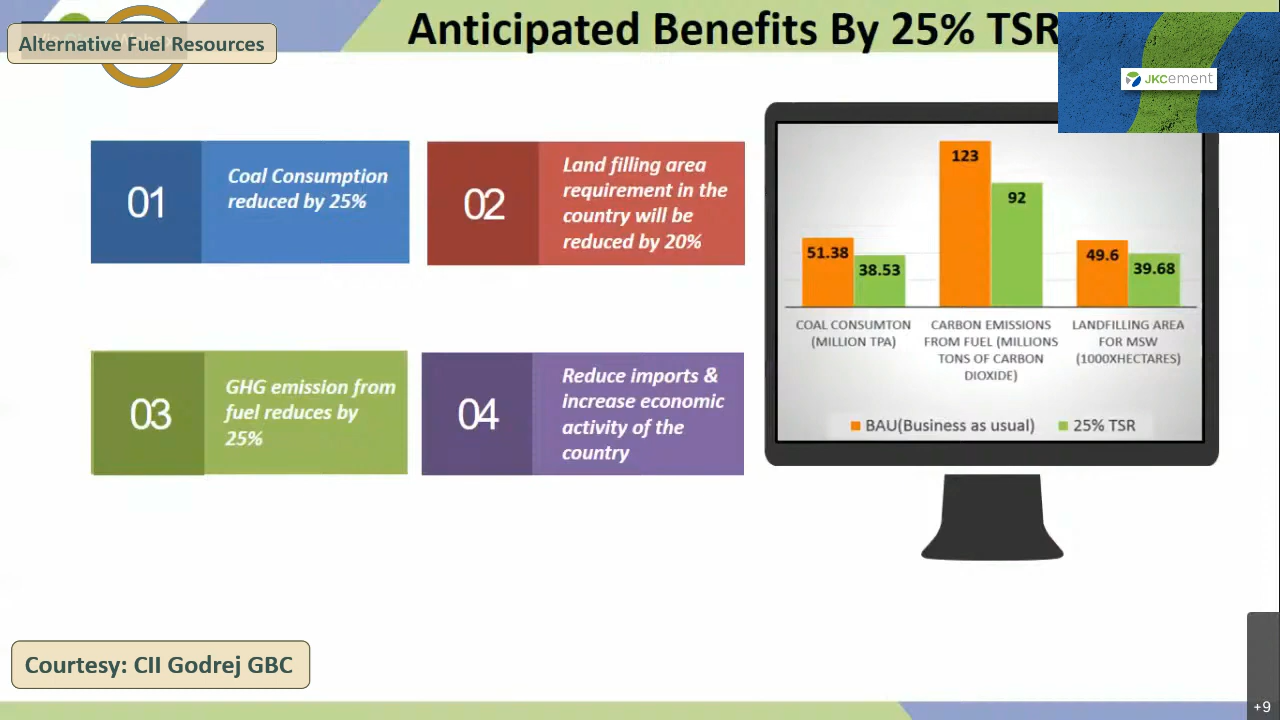 Anticipated Benefits By 25% TSR
Alternative Fuel Resources
JKCement
01
Coal Consumption
reduced by 25%
02
Land filling area
requirement in the
country will be
reduced by 20%
03
GHG emission from
fuel reduces by
25%
04
Reduce imports &
increase economic
activity of the
country
123
92
51.38
38.53
49.6
39.68
COAL CONSUMTON
(MILLION TPA)
CARBON EMISSIONS
FROM FUEL (MILLIONS
TONS OF CARBON
DIOXIDE)
LANDFILLING AREA
FOR MSW
(1000XHECTARES)
BAU(Business as usual)
25% TSR
Courtesy: CII Godrej GBC
+9